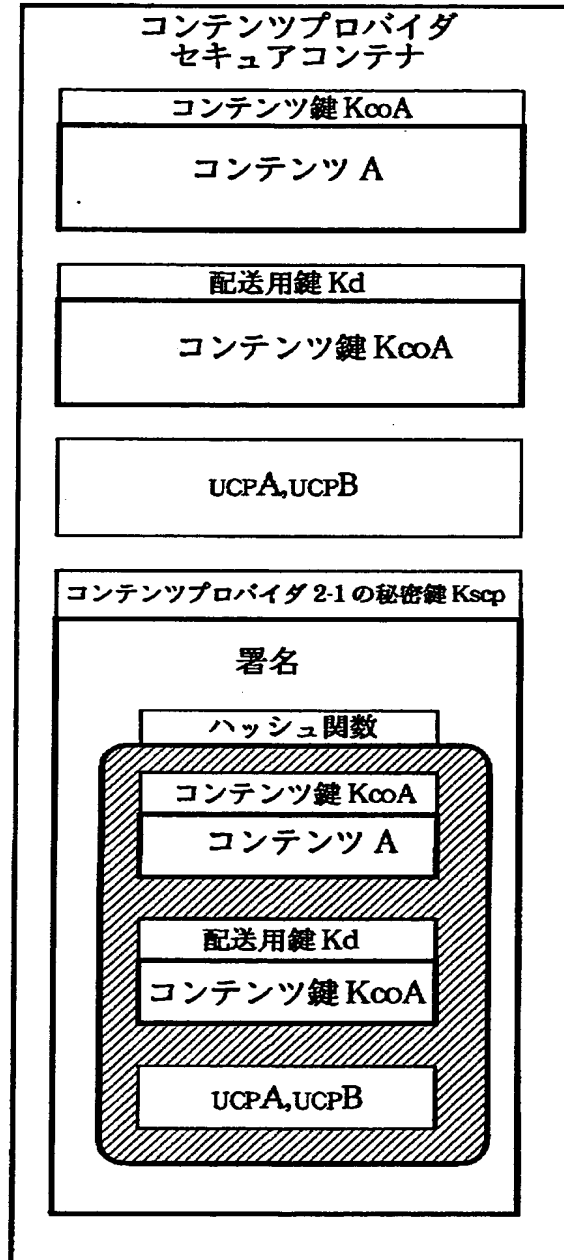 コンテンツプロバイダ
セキュアコンテナ
コンテンツ鍵 KcoA
コンテンツ A
配送用鍵 Kd
コンテンツ鍵 KcoA
UCPA,UCPB
コンテンツプロバイダ 2-1 の秘密鍵 Kscp
署名
ハッシュ関数
コンテンツ鍵 KcoA
コンテンツ A
配送用鍵 Kd
コンテンツ鍵 KcoA
UCPA,UCPB